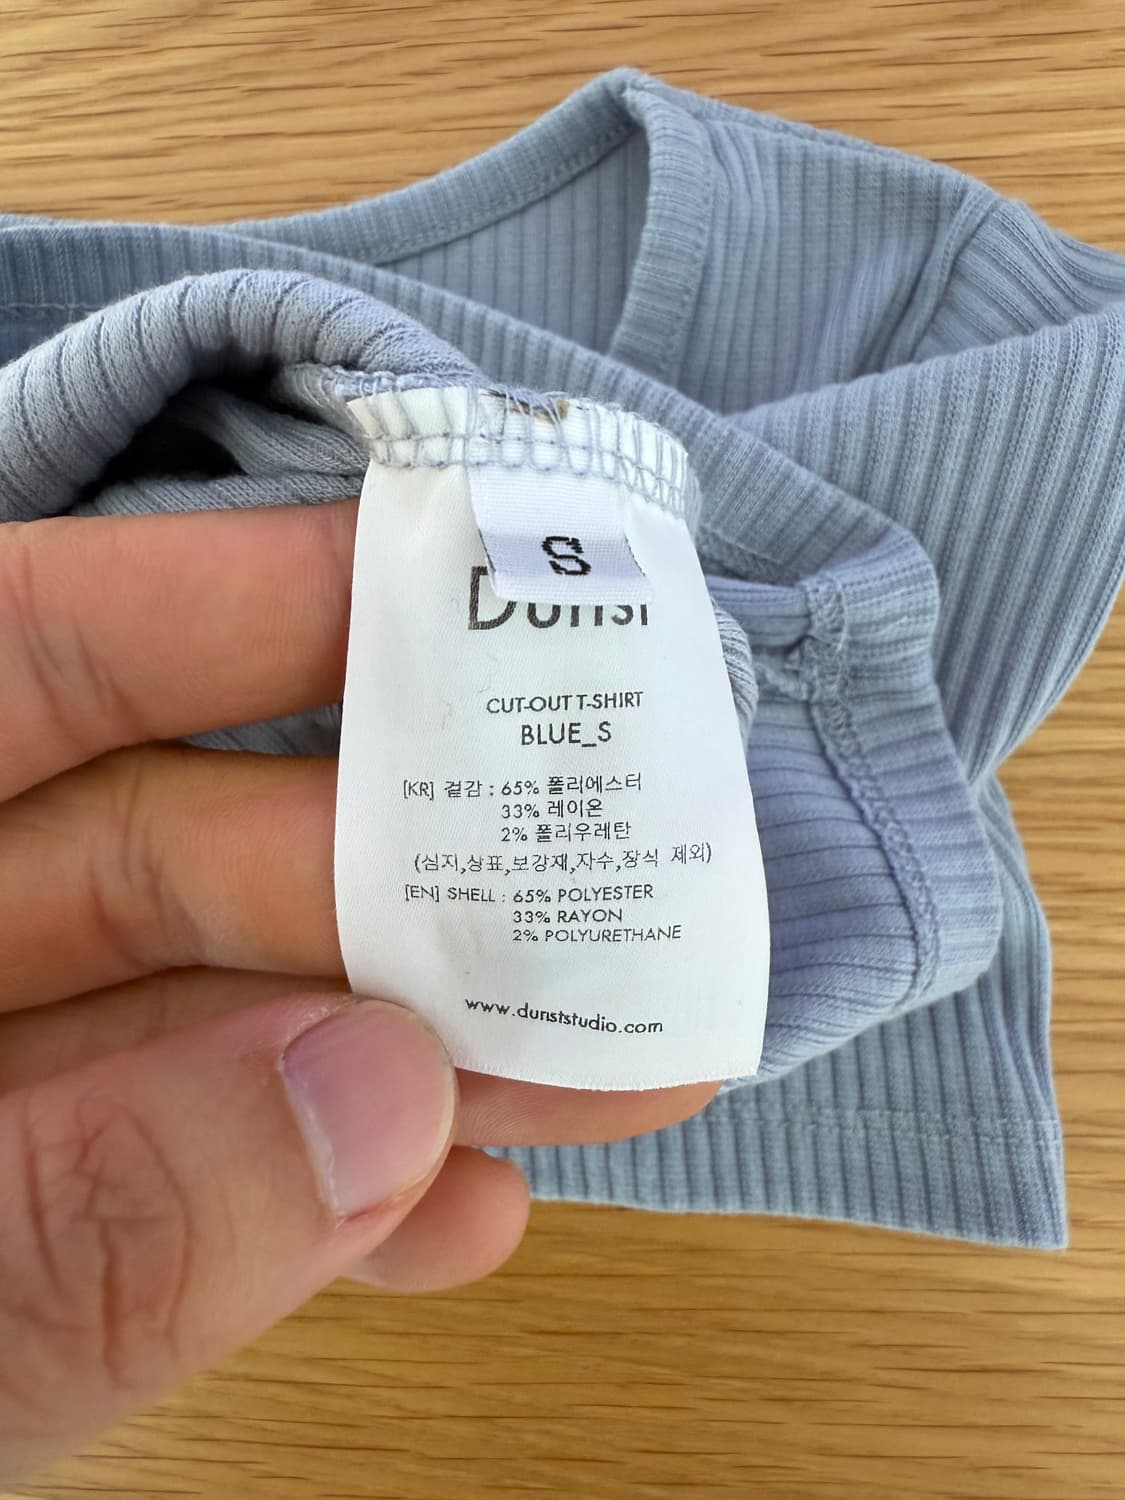 S
Dunst
CUT-OUT T-SHIRT
BLUE_S
[KR] 겉감 : 65% 폴리에스터
33% 레이온
2% 폴리우레탄
(심지,상표,보강재,자수,장식 제외)
[EN] SHELL : 65% POLYESTER
33% RAYON
2% POLYURETHANE
www.dunststudio.com